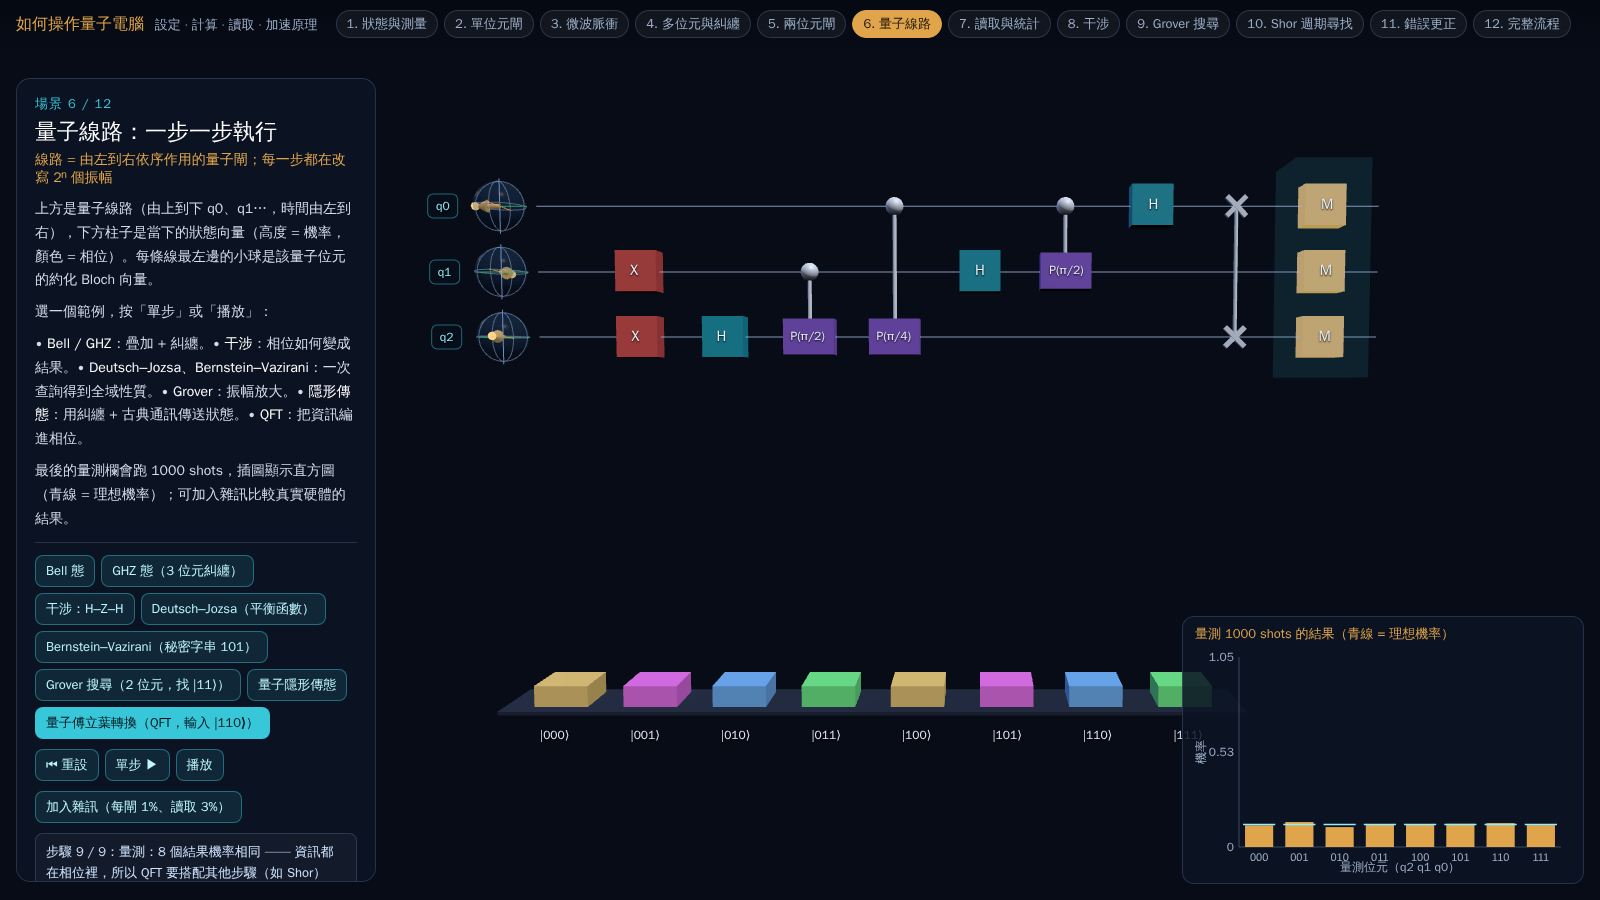 如何操作量子電腦 設定 · 計算 · 讀取 · 加速原理 1. 狀態與測量 2. 單位元閘 3. 微波脈衝 4. 多位元與糾纏 5. 兩位元閘 6. 量子線路 7. 讀取與統計 8. 干涉 9. Grover 搜尋 10. Shor 週期尋找 11. 錯誤更正 12. 完整流程
場景 6 / 12
量子線路：一步一步執行
線路 = 由左到右依序作用的量子閘；每一步都在改
寫 2ⁿ 個振幅
上方是量子線路（由上到下 q0、q1⋯，時間由左到
右），下方柱子是當下的狀態向量（高度 = 機率，
顏色 = 相位）。每條線最左邊的小球是該量子位元
的約化 Bloch 向量。
選一個範例，按「單步」或「播放」：
• Bell / GHZ：疊加 + 糾纏。• 干涉：相位如何變成
結果。• Deutsch–Jozsa、Bernstein–Vazirani：一次
查詢得到全域性質。• Grover：振幅放大。• 隱形傳
態：用糾纏 + 古典通訊傳送狀態。• QFT：把資訊編
進相位。
最後的量測欄會跑 1000 shots，插圖顯示直方圖
（青線 = 理想機率）；可加入雜訊比較真實硬體的
結果。
Bell 態 GHZ 態（3 位元糾纏）
干涉：H–Z–H Deutsch–Jozsa（平衡函數）
Bernstein–Vazirani（秘密字串 101）
Grover 搜尋（2 位元，找 |11⟩） 量子隱形傳態
量子傅立葉轉換（QFT，輸入 |110⟩）
⏮ 重設 單步 ▶ 播放
加入雜訊（每閘 1%、讀取 3%）
步驟 9 / 9：量測：8 個結果機率相同 —— 資訊都
在相位裡，所以 QFT 要搭配其他步驟（如 Shor）
q0 H M
q1 X H P(π/2) M
q2 X H P(π/2) P(π/4) M
|000⟩ |001⟩ |010⟩ |011⟩ |100⟩ |101⟩ |110⟩ |111⟩
量測 1000 shots 的結果（青線 = 理想機率）
1.05
0.53
0
機率
000 001 010 011 100 101 110 111
量測位元（q2 q1 q0）